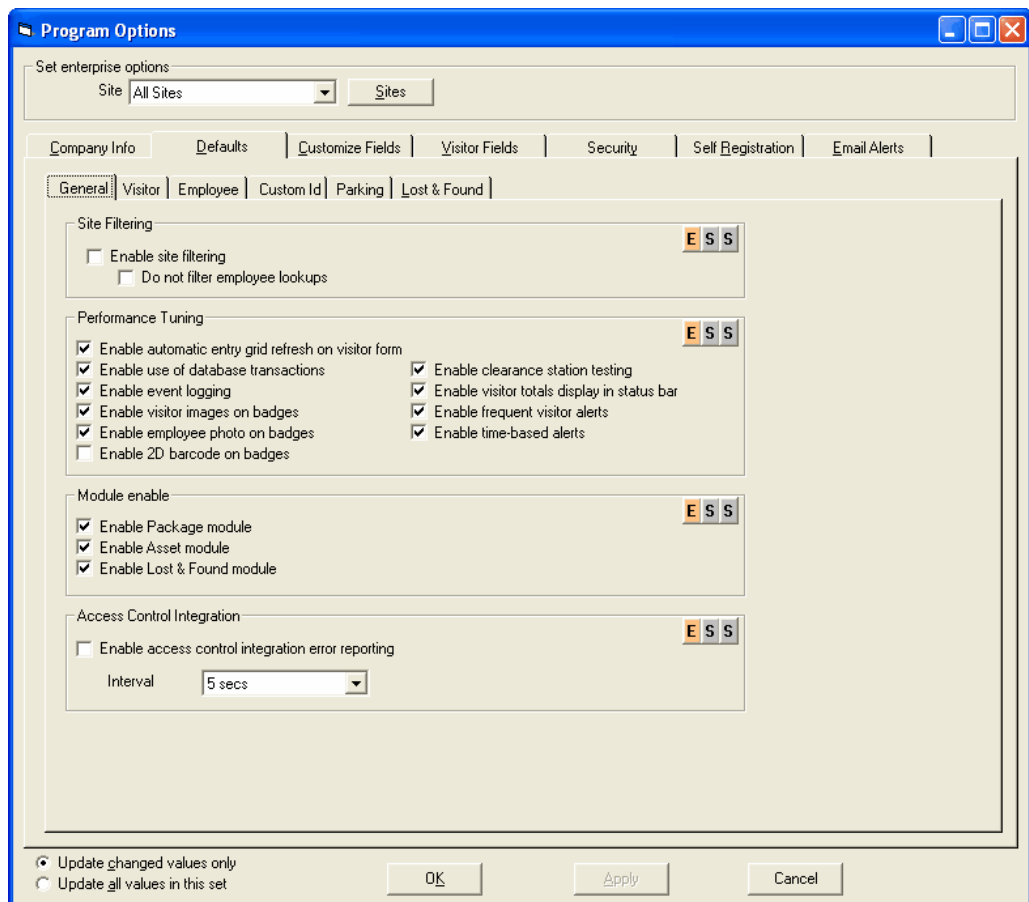 Program Options
Set enterprise options
Site All Sites Sites
Company Info Defaults Customize Fields Visitor Fields Security Self Registration Email Alerts
General Visitor Employee Custom Id Parking Lost & Found
Site Filtering
E S S
Enable site filtering
Do not filter employee lookups
Performance Tuning
E S S
Enable automatic entry grid refresh on visitor form
Enable use of database transactions Enable clearance station testing
Enable event logging Enable visitor totals display in status bar
Enable visitor images on badges Enable frequent visitor alerts
Enable employee photo on badges Enable time-based alerts
Enable 2D barcode on badges
Module enable
E S S
Enable Package module
Enable Asset module
Enable Lost & Found module
Access Control Integration
E S S
Enable access control integration error reporting
Interval 5 secs
Update changed values only
Update all values in this set
OK Apply Cancel